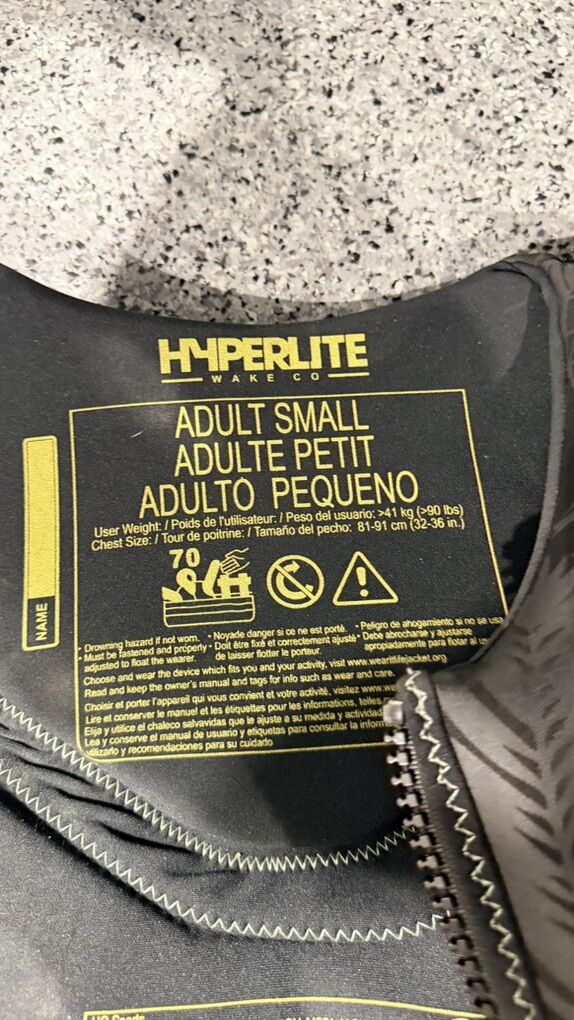 HYPERLITE
WAKE CO
ADULT SMALL
ADULTE PETIT
ADULTO PEQUENO
User Weight: / Poids de l'utilisateur: / Peso del usuario: >41 kg (>90 lbs)
Chest Size: / Tour de poitrine: / Tamaño del pecho: 81-91 cm (32-36 in.)
70
NAME
• Drowning hazard if not worn.
• Must be fastened and properly
adjusted to float the wearer.
• Noyade danger si ce ne est porté.
• Doit être fixé et correctement ajusté
de laisser flotter le porteur.
• Peligro de ahogamiento si no se usa
• Debe abrocharse y ajustarse
apropiadamente para flotar al
Choose and wear the device which fits you and your activity, visit www.wearitlifejacket.org
Read and keep the owner's manual and tags for info such as wear and care.
Choisir et porter l'appareil qui vous convient et votre activité, visitez
Lire et conserver le manuel et les étiquettes pour les informations, telles
Elija y utilice el chaleco salvavidas que le ajuste a su medida y actividad
Lea y conserve el manual de usuario y etiquetas para consultar la
utilizarlo y recomendaciones para su cuidado
HO Sports